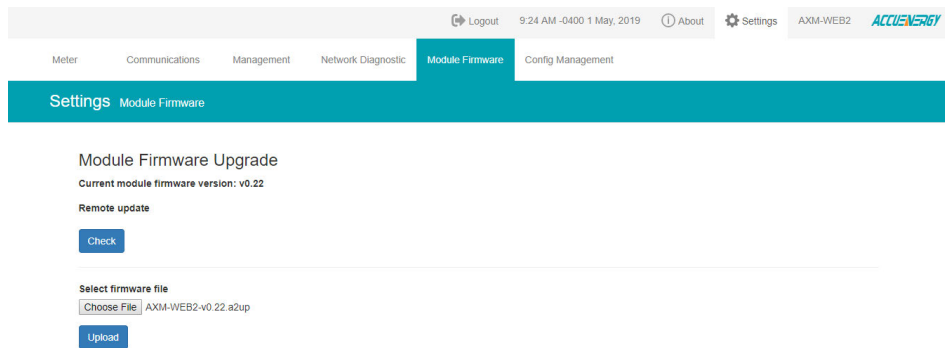 Logout 9:24 AM -0400 1 May, 2019 About Settings AXM-WEB2 ACCUENERGY
Meter Communications Management Network Diagnostic Module Firmware Config Management
Settings Module Firmware
Module Firmware Upgrade
Current module firmware version: v0.22
Remote update
Check
Select firmware file
Choose File AXM-WEB2-v0.22.a2up
Upload